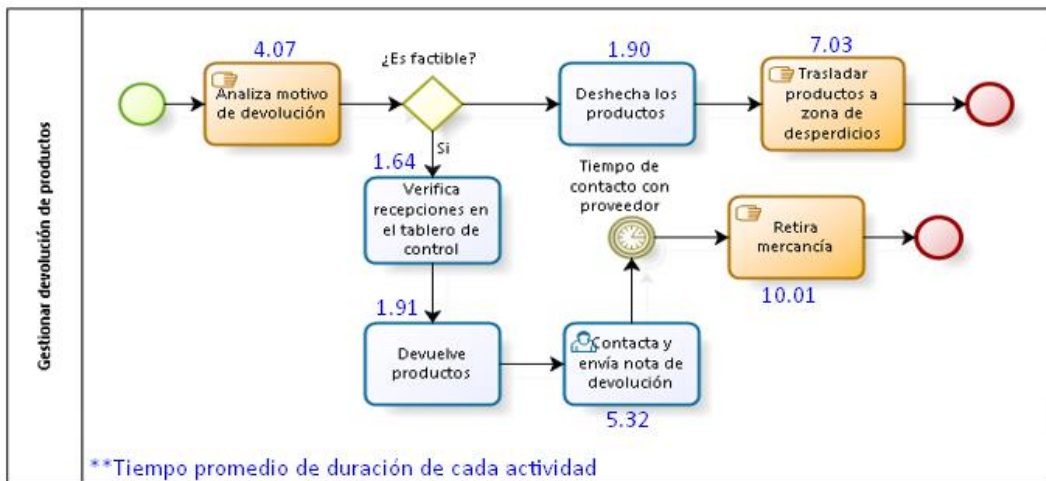 Gestionar devolución de productos
4.07
Analiza motivo
de devolución
¿Es factible?
1.90
Deshecha los
productos
7.03
Trasladar
productos a
zona de
desperdicios
Si
1.64
Verifica
recepciones en
el tablero de
control
1.91
Devuelve
productos
Contacta y
envía nota de
devolución
5.32
Tiempo de
contacto con
proveedor
Retira
mercancía
10.01
**Tiempo promedio de duración de cada actividad